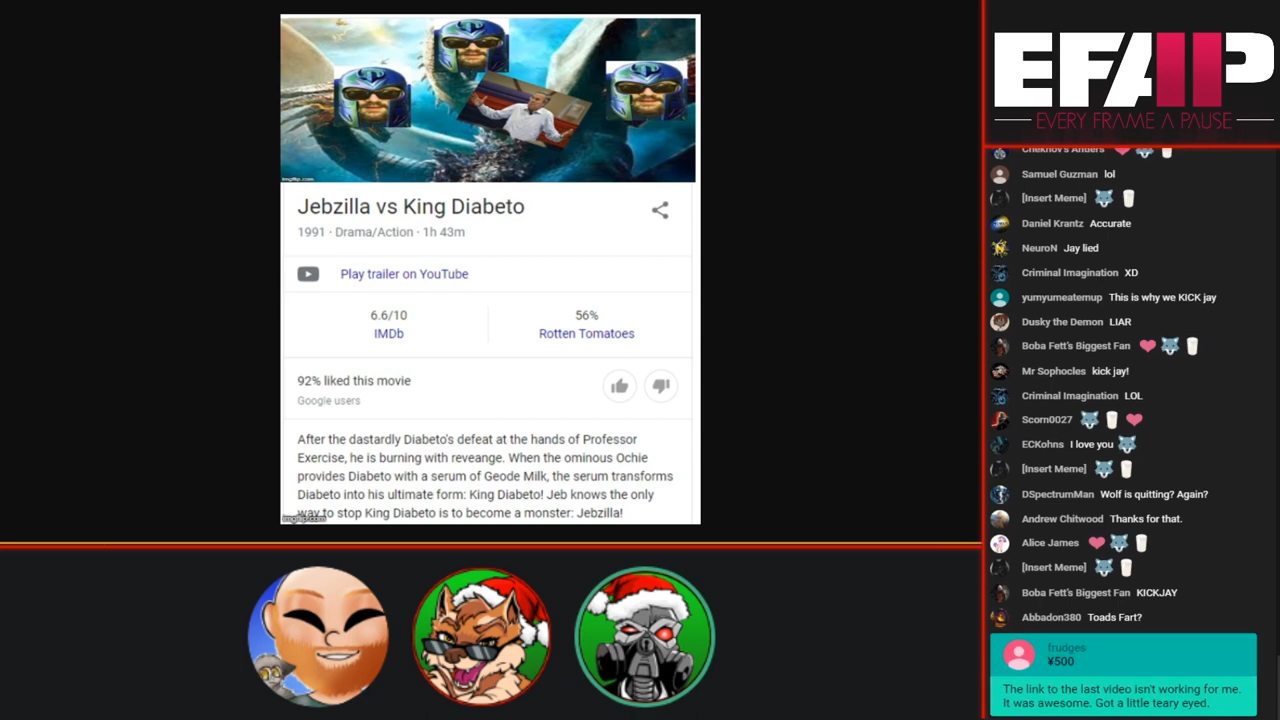 imgflip.com
Jebzilla vs King Diabeto
1991 · Drama/Action · 1h 43m
Play trailer on YouTube
6.6/10
IMDb
56%
Rotten Tomatoes
92% liked this movie
Google users
After the dastardly Diabeto's defeat at the hands of Professor
Exercise, he is burning with reveange. When the ominous Ochie
provides Diabeto with a serum of Geode Milk, the serum transforms
Diabeto into his ultimate form: King Diabeto! Jeb knows the only
way to stop King Diabeto is to become a monster: Jebzilla!
imgflip.com
EFAP
EVERY FRAME A PAUSE
Chekhov's Antlers
Samuel Guzman lol
[Insert Meme]
Daniel Krantz Accurate
NeuroN Jay lied
Criminal Imagination XD
yumyumeatemup This is why we KICK jay
Dusky the Demon LIAR
Boba Fett's Biggest Fan
Mr Sophocles kick jay!
Criminal Imagination LOL
Scorn0027
ECKohns I love you
[Insert Meme]
DSpectrumMan Wolf is quitting? Again?
Andrew Chitwood Thanks for that.
Alice James
[Insert Meme]
Boba Fett's Biggest Fan KICKJAY
Abbadon380 Toads Fart?
frudges
¥500
The link to the last video isn't working for me.
It was awesome. Got a little teary eyed.